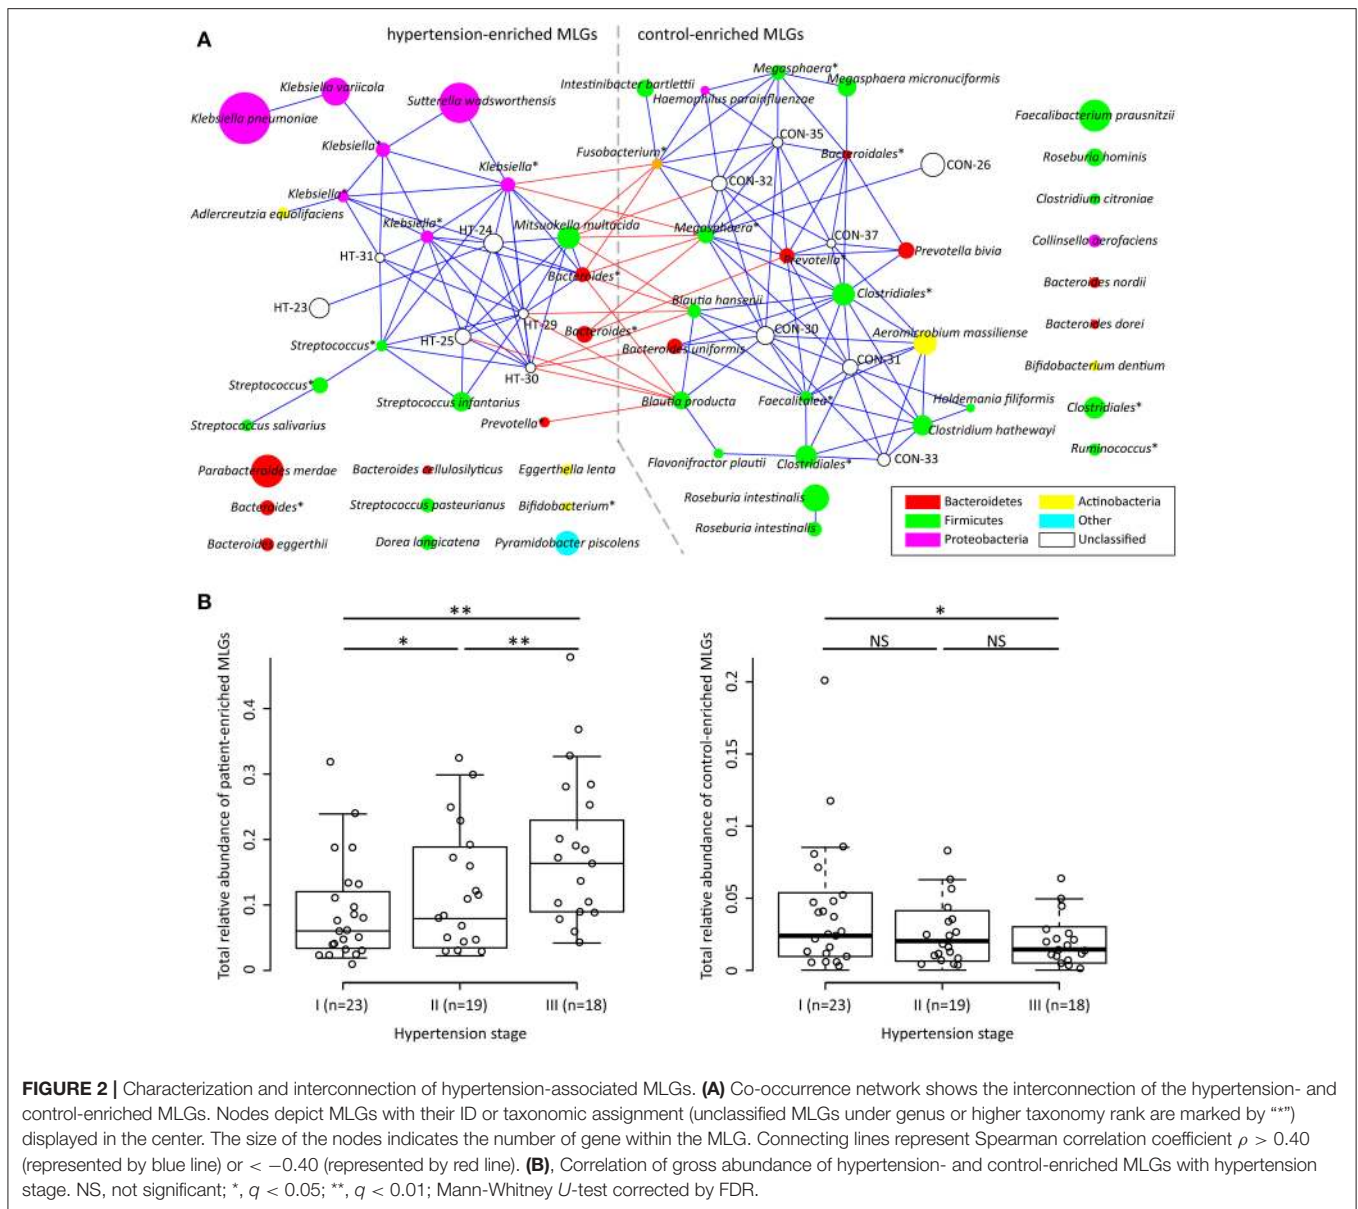 A
hypertension-enriched MLGs
control-enriched MLGs
Klebsiella variicola
Klebsiella pneumoniae
Sutterella wadsworthensis
Klebsiella*
Klebsiella*
Klebsiella*
Adlercreutzia equolifaciens
Klebsiella*
HT-24
Mitsuokella multacida
HT-31
Bacteroides*
HT-23
HT-29
HT-25
Bacteroides*
Streptococcus*
HT-30
Streptococcus*
Streptococcus infantarius
Streptococcus salivarius
Prevotella*
Parabacteroides merdae
Bacteroides cellulosilyticus
Eggerthella lenta
Bacteroides*
Streptococcus pasteurianus
Bifidobacterium*
Bacteroides eggerthii
Dorea longicatena
Pyramidobacter piscolens
Megasphaera*
Intestinibacter bartlettii
Megasphaera micronuciformis
Haemophilus parainfluenzae
CON-35
Fusobacterium*
Bacteroidales*
CON-26
CON-32
Megasphaera*
CON-37
Prevotella*
Prevotella bivia
Clostridiales*
Blautia hansenii
CON-30
Aeromicrobium massiliense
Bacteroides uniformis
CON-31
Blautia producta
Faecalitalea*
Holdemania filiformis
Clostridium hathewayi
Flavonifractor plautii
Clostridiales*
CON-33
Roseburia intestinalis
Roseburia intestinalis
Faecalibacterium prausnitzii
Roseburia hominis
Clostridium citroniae
Collinsella aerofaciens
Bacteroides nordii
Bacteroides dorei
Bifidobacterium dentium
Clostridiales*
Ruminococcus*
Bacteroidetes
Actinobacteria
Firmicutes
Other
Proteobacteria
Unclassified
B
Total relative abundance of patient-enriched MLGs
**
*
**
0.4
0.3
0.2
0.1
0
I (n=23)
II (n=19)
III (n=18)
Hypertension stage
Total relative abundance of control-enriched MLGs
*
NS
NS
0.2
0.15
0.1
0.05
0
I (n=23)
II (n=19)
III (n=18)
Hypertension stage
FIGURE 2 | Characterization and interconnection of hypertension-associated MLGs. (A) Co-occurrence network shows the interconnection of the hypertension- and
control-enriched MLGs. Nodes depict MLGs with their ID or taxonomic assignment (unclassified MLGs under genus or higher taxonomy rank are marked by “*”)
displayed in the center. The size of the nodes indicates the number of gene within the MLG. Connecting lines represent Spearman correlation coefficient ρ > 0.40
(represented by blue line) or < −0.40 (represented by red line). (B), Correlation of gross abundance of hypertension- and control-enriched MLGs with hypertension
stage. NS, not significant; *, q < 0.05; **, q < 0.01; Mann-Whitney U-test corrected by FDR.